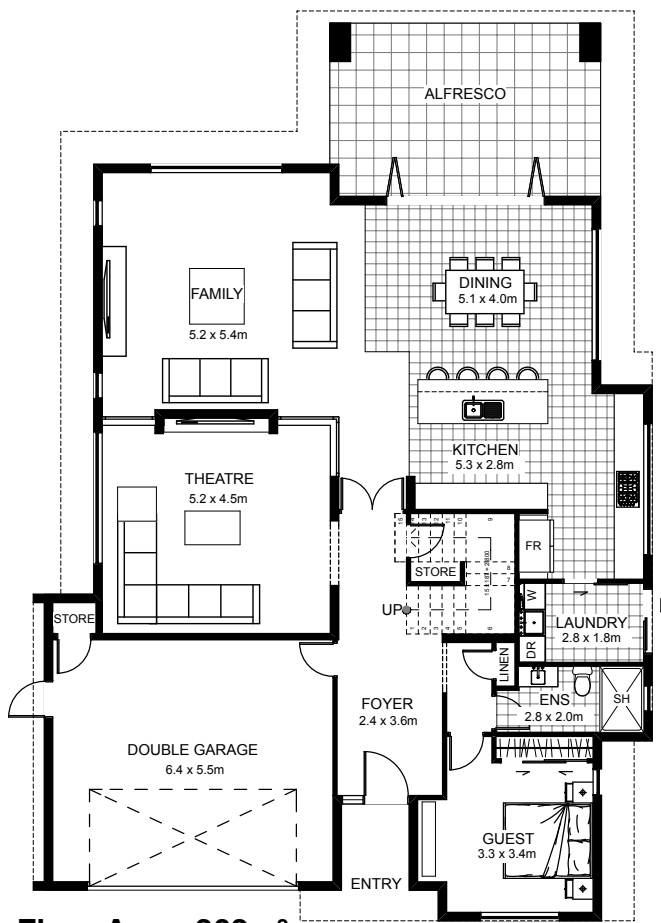 ALFRESCO
DINING
5.1 x 4.0m
FAMILY
5.2 x 5.4m
KITCHEN
5.3 x 2.8m
THEATRE
5.2 x 4.5m
FR
STORE
UP
W
LAUNDRY
2.8 x 1.8m
DR
STORE
LINEN
ENS
2.8 x 2.0m
SH
FOYER
2.4 x 3.6m
DOUBLE GARAGE
6.4 x 5.5m
GUEST
3.3 x 3.4m
ENTRY